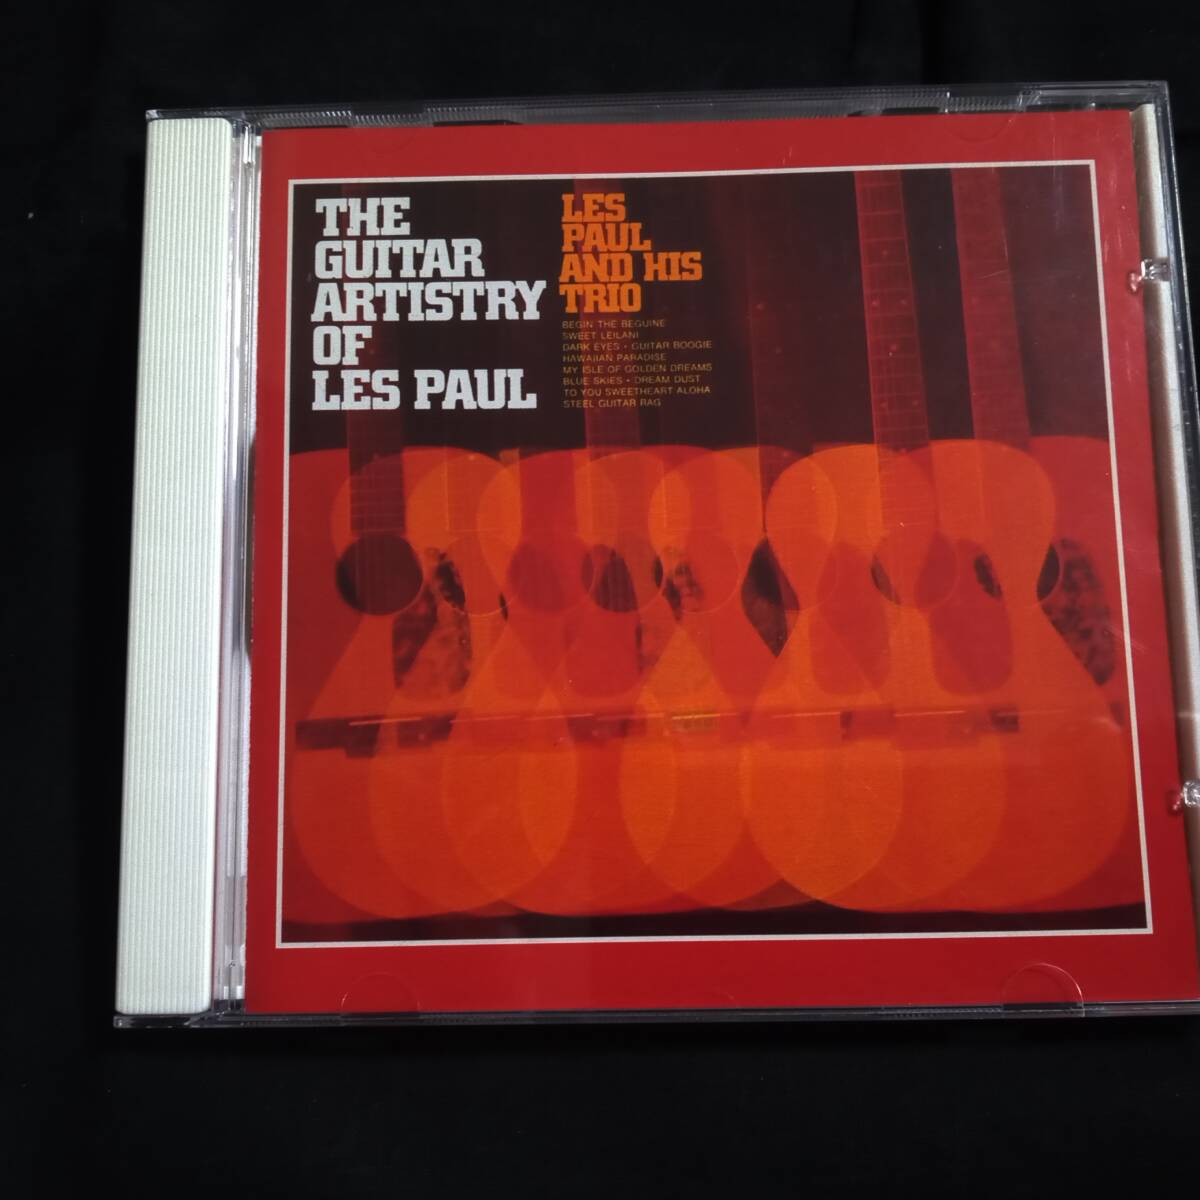 THE
GUITAR
ARTISTRY
OF
LES PAUL
LES
PAUL
AND HIS
TRIO
BEGIN THE BEGUINE
SWEET LEILANI
DARK EYES • GUITAR BOOGIE
HAWAIIAN PARADISE
MY ISLE OF GOLDEN DREAMS
BLUE SKIES • DREAM DUST
TO YOU SWEETHEART ALOHA
STEEL GUITAR RAG